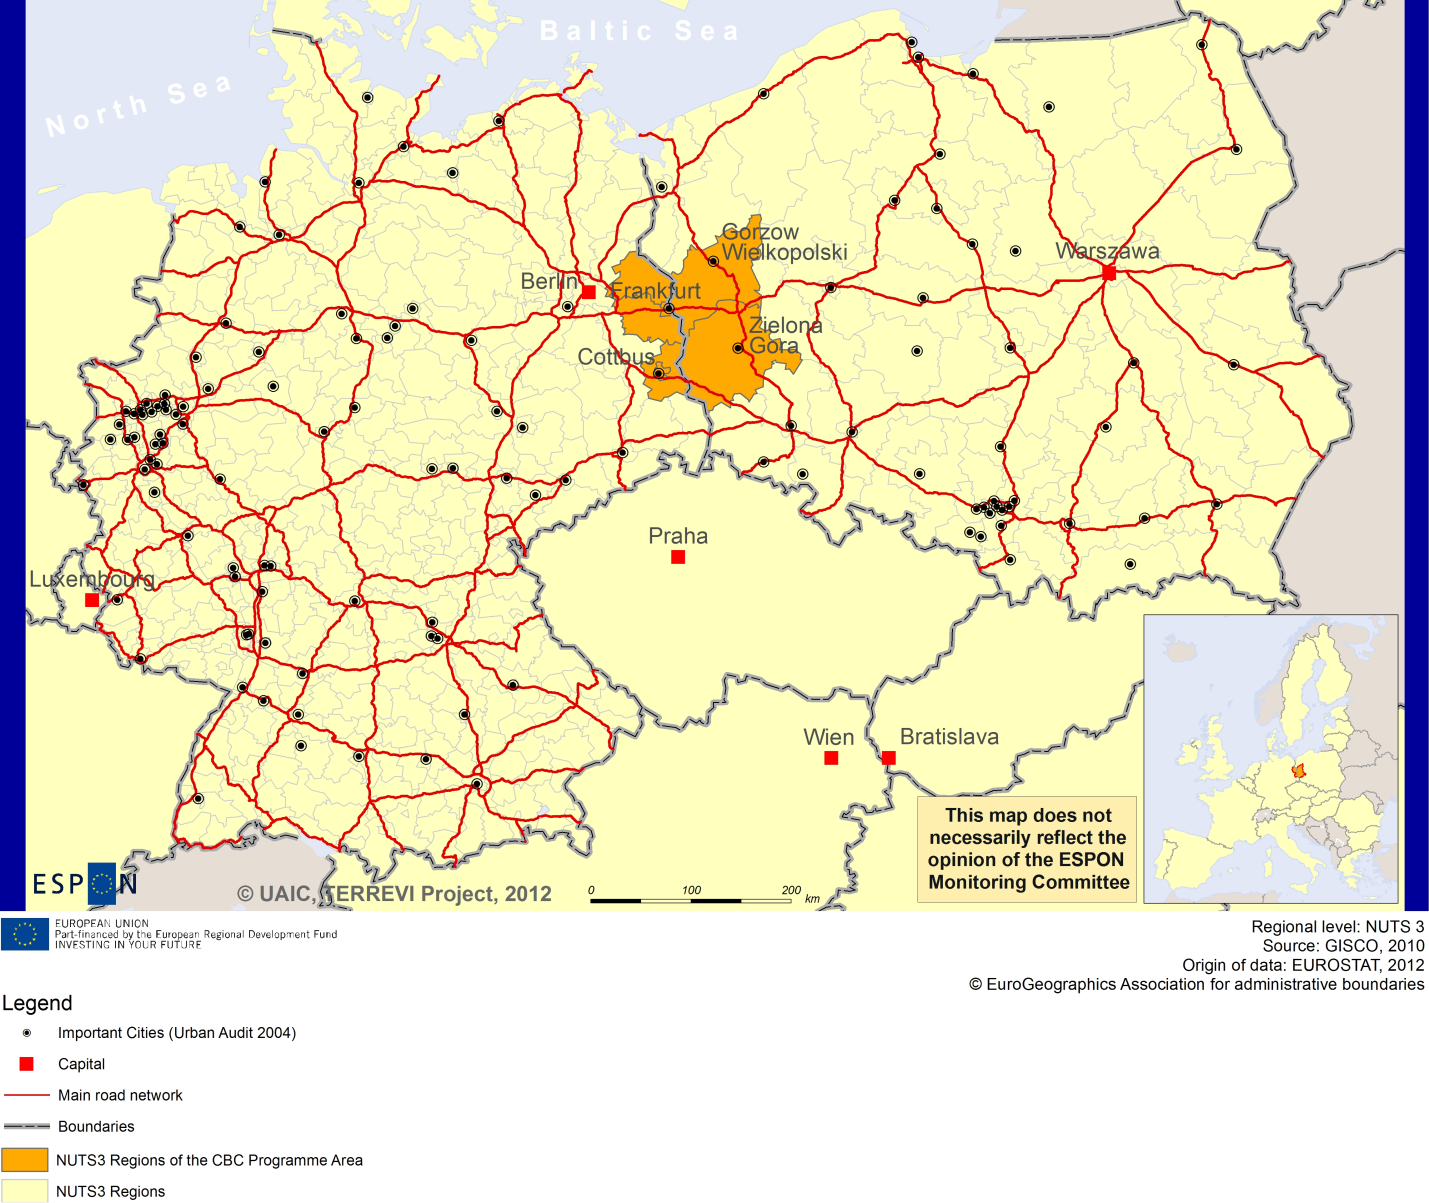 Baltic Sea
North Sea
Gorzow
Wielkopolski
Warszawa
Berlin
Frankfurt
Zielona
Gora
Cottbus
Praha
Luxembourg
Wien
Bratislava
This map does not
necessarily reflect the
opinion of the ESPON
Monitoring Committee
ESPON
© UAIC, TERREVI Project, 2012
0 100 200
km
EUROPEAN UNION
Part-financed by the European Regional Development Fund
INVESTING IN YOUR FUTURE
Regional level: NUTS 3
Source: GISCO, 2010
Origin of data: EUROSTAT, 2012
© EuroGeographics Association for administrative boundaries
Legend
Important Cities (Urban Audit 2004)
Capital
Main road network
Boundaries
NUTS3 Regions of the CBC Programme Area
NUTS3 Regions